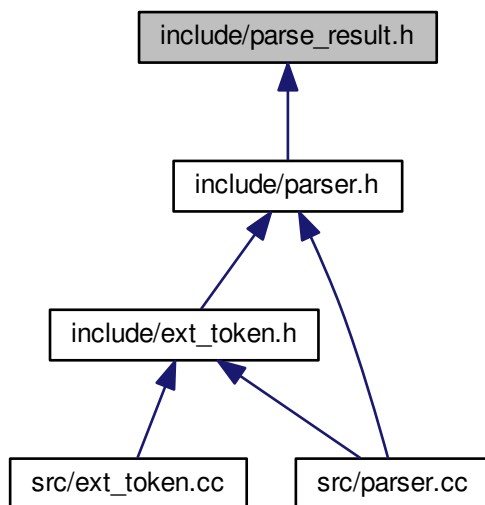 include/parse_result.h
include/parser.h
include/ext_token.h
src/ext_token.cc
src/parser.cc